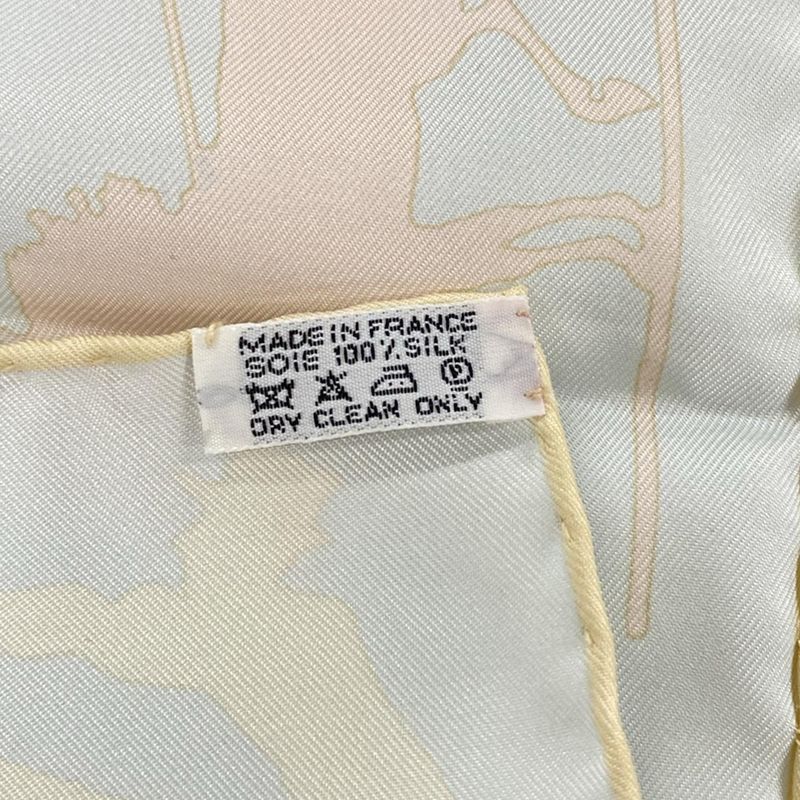 MADE IN FRANCE
SOIE 100% SILK
P
DRY CLEAN ONLY